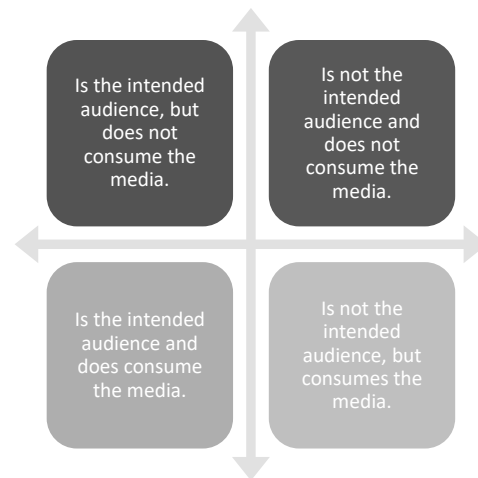 Is the intended
audience, but
does not
consume the
media.
Is not the
intended
audience and
does not
consume the
media.
Is the intended
audience and
does consume
the media.
Is not the
intended
audience, but
consumes the
media.